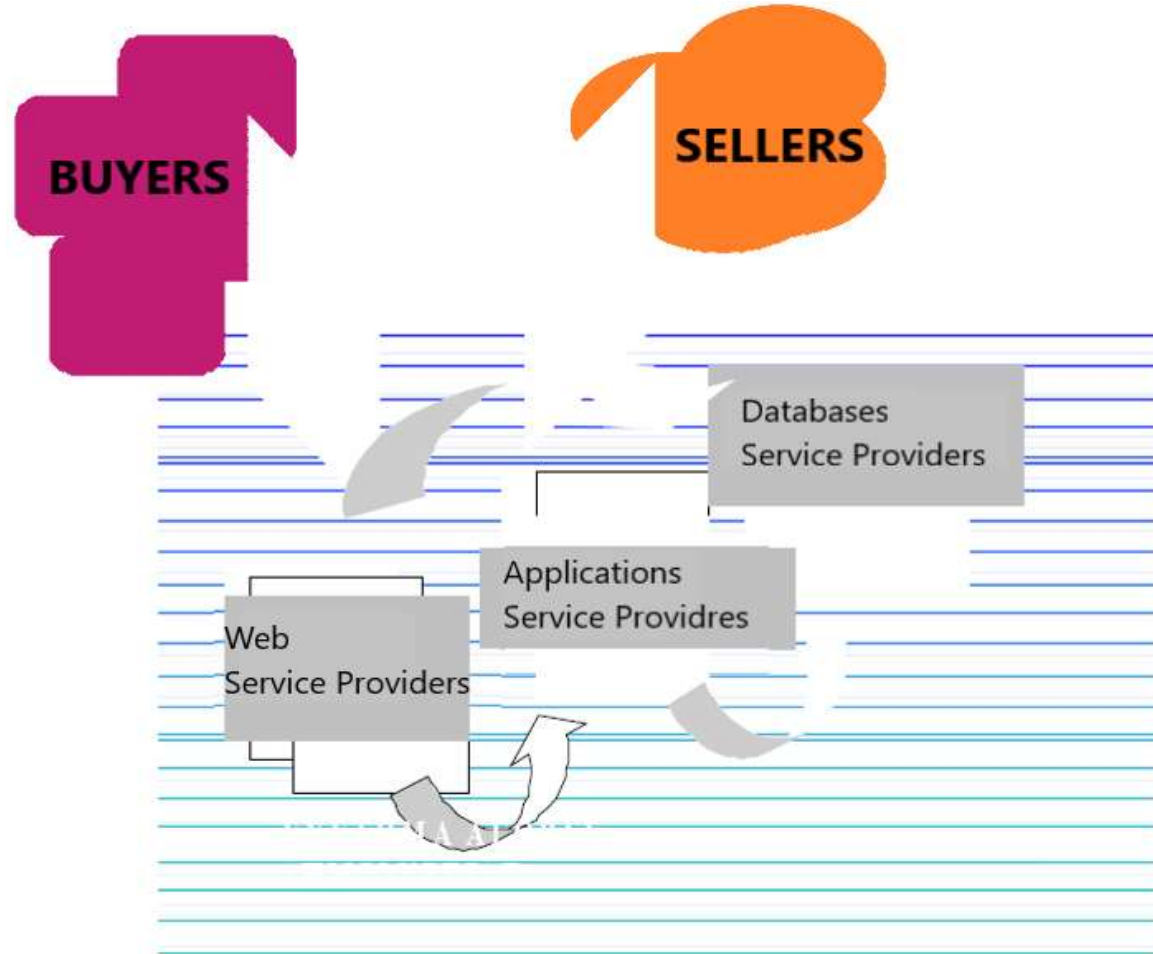 BUYERS
SELLERS
Databases
Service Providers
Applications
Service Providres
Web
Service Providers